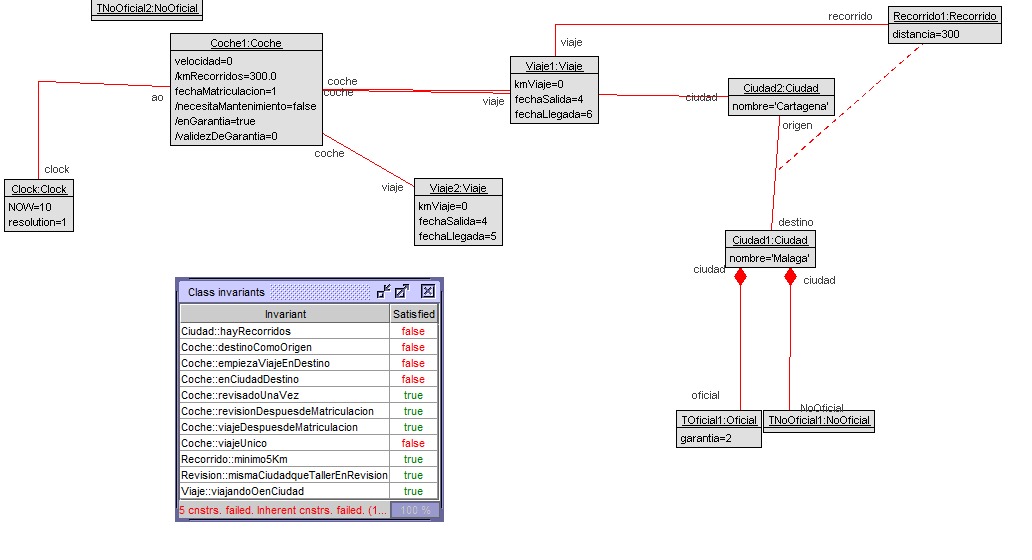 TNoOficial2:NoOficial
recorrido
Recorrido1:Recorrido
distancia=300
Coche1:Coche
velocidad=0
/kmRecorridos=300.0
fechaMatriculacion=1
/necesitaMantenimiento=false
/enGarantia=true
/validezDeGarantia=0
viaje
Viaje1:Viaje
kmViaje=0
fechaSalida=4
fechaLlegada=6
coche
coche
viaje
ao
ciudad
Ciudad2:Ciudad
nombre='Cartagena'
origen
coche
viaje
Viaje2:Viaje
kmViaje=0
fechaSalida=4
fechaLlegada=5
clock
Clock:Clock
NOW=10
resolution=1
destino
Ciudad1:Ciudad
nombre='Malaga'
ciudad
ciudad
Class invariants
Invariant Satisfied
Ciudad::hayRecorridos false
Coche::destinoComoOrigen false
Coche::empiezaViajeEnDestino false
Coche::enCiudadDestino false
Coche::revisadoUnaVez true
Coche::revisionDespuesdeMatriculacion true
Coche::viajeDespuesdeMatriculacion true
Coche::viajeUnico false
Recorrido::minimo5Km true
Revision::mismaCiudadqueTallerEnRevision true
Viaje::viajandoOenCiudad true
5 cnstrs. failed. Inherent cnstrs. failed. (1... 100 %
oficial
NoOficial
TOficial1:Oficial
garantia=2
TNoOficial1:NoOficial